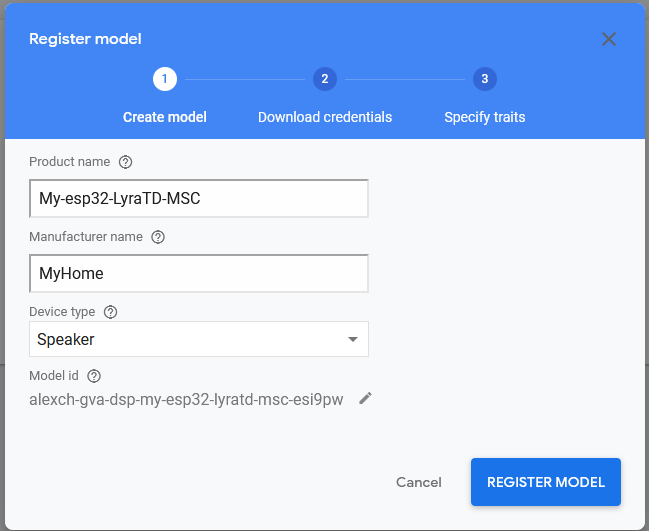 Register model
1
2
3
Create model
Download credentials
Specify traits
Product name
My-esp32-LyraTD-MSC
Manufacturer name
MyHome
Device type
Speaker
Model id
alexch-gva-dsp-my-esp32-lyratd-msc-esi9pw
Cancel
REGISTER MODEL